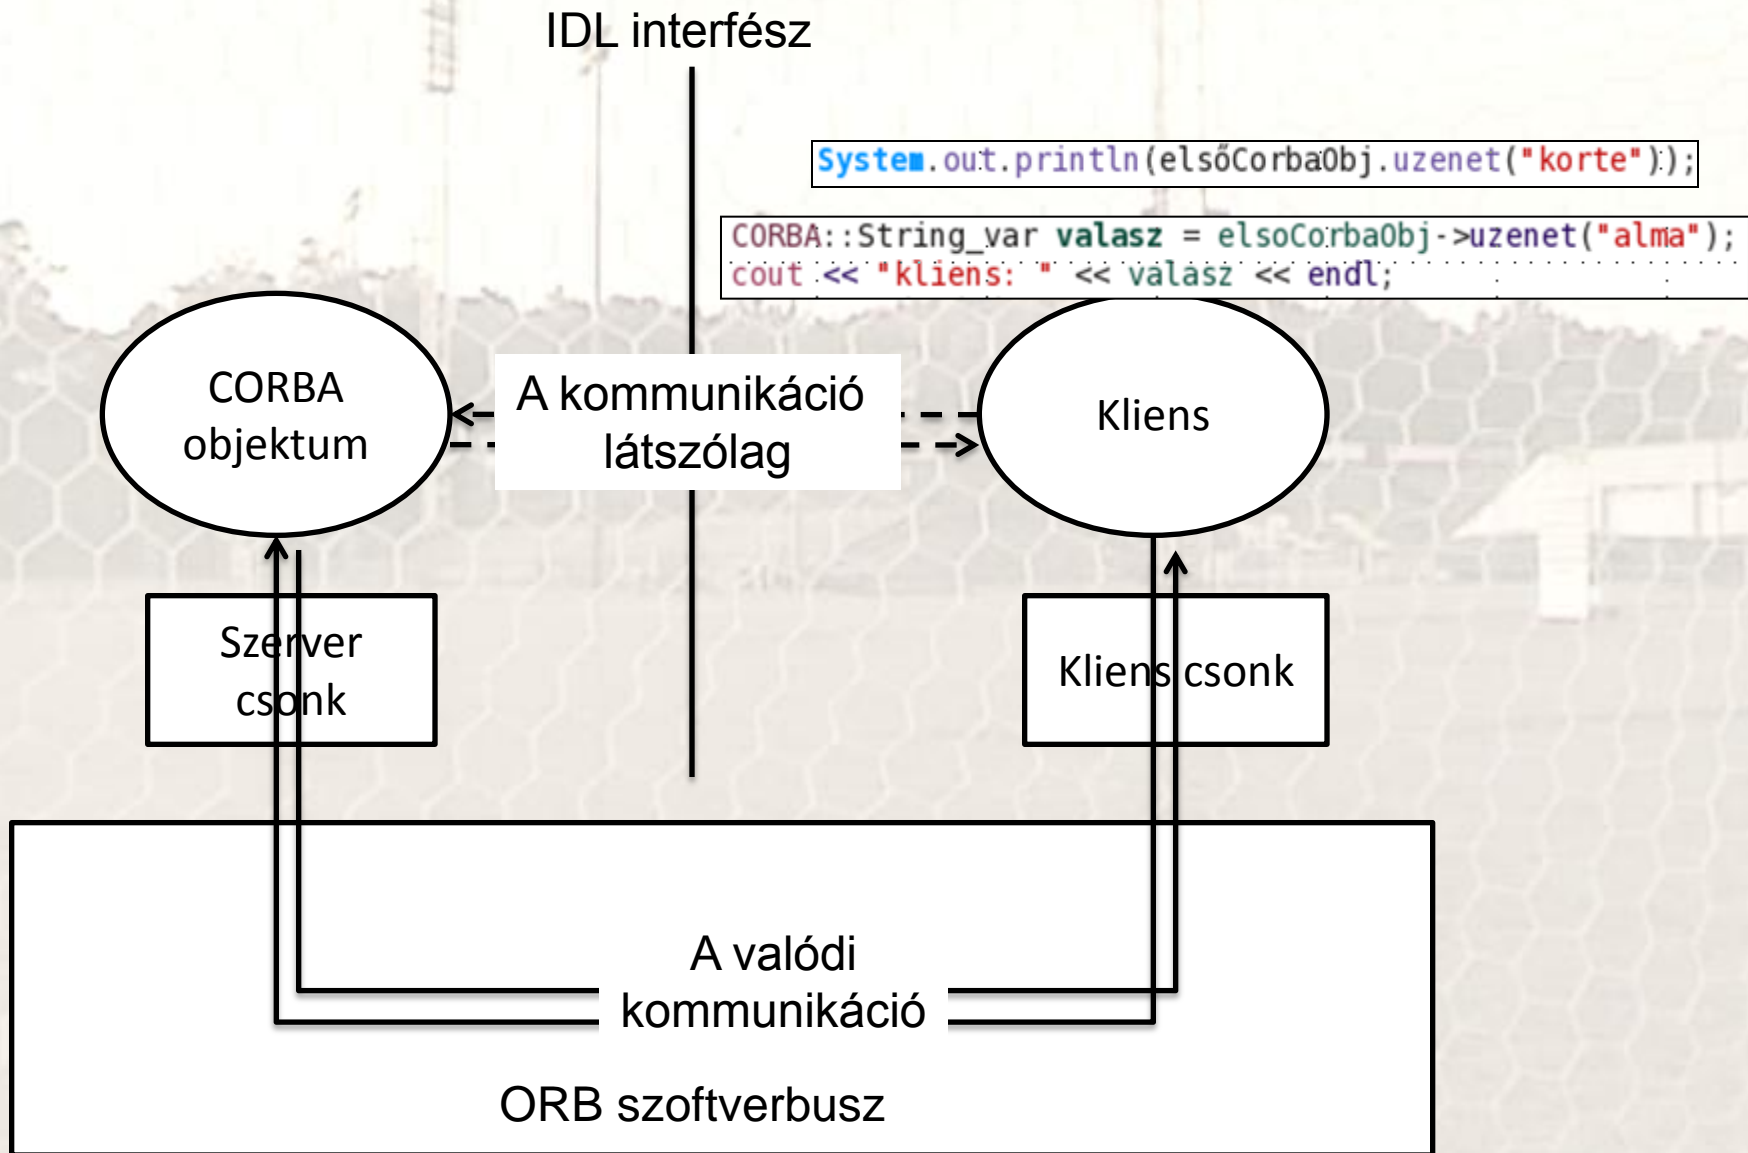 IDL interfész
System.out.println(elsőCorbaObj.uzenet("korte"));
CORBA::String_var valasz = elsoCorbaObj->uzenet("alma");
cout << "kliens: " << valasz << endl;
CORBA
objektum
A kommunikáció
látszólag
Kliens
Szerver
csonk
Kliens csonk
A valódi
kommunikáció
ORB szoftverbusz